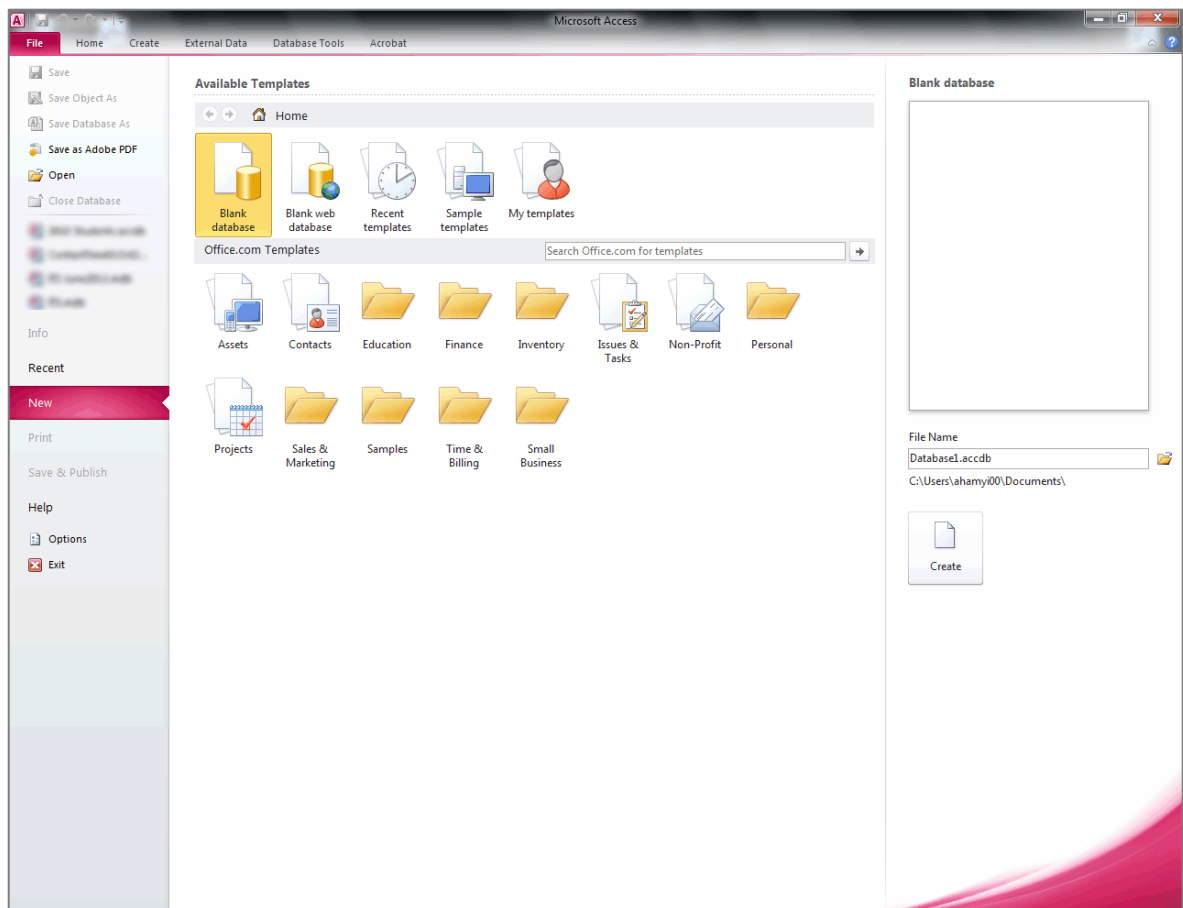 Microsoft Access
File Home Create External Data Database Tools Acrobat
Save
Save Object As
Save Database As
Save as Adobe PDF
Open
Close Database
Info
Recent
New
Print
Save & Publish
Help
Options
Exit
Available Templates
Home
Blank database
Blank web database
Recent templates
Sample templates
My templates
Office.com Templates
Search Office.com for templates
Assets
Contacts
Education
Finance
Inventory
Issues & Tasks
Non-Profit
Personal
Projects
Sales & Marketing
Samples
Time & Billing
Small Business
Blank database
File Name
Database1.accdb
C:\Users\ahamyi00\Documents\
Create